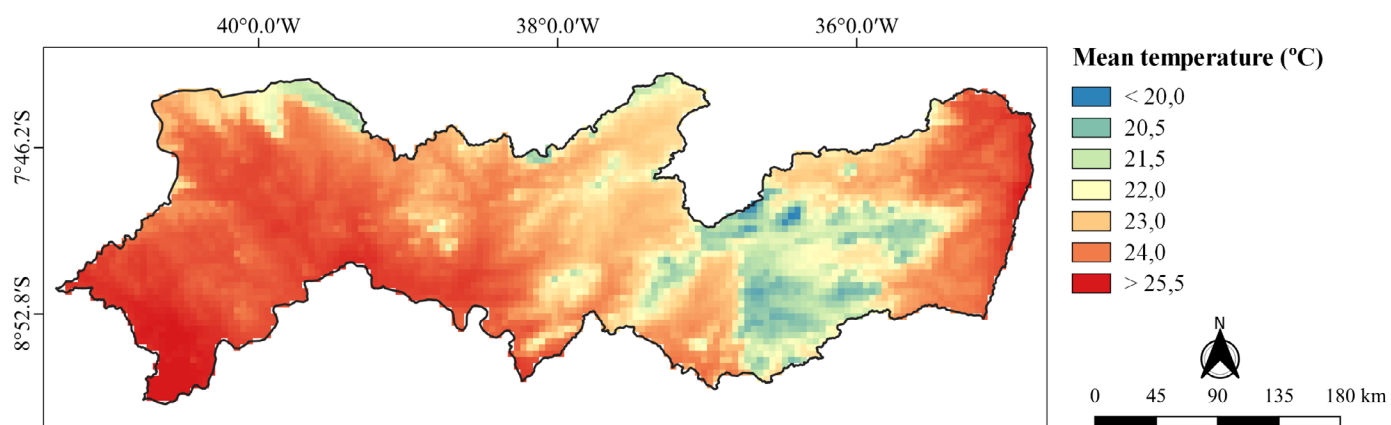 40°0.0′W 38°0.0′W 36°0.0′W
7°46.2′S
8°52.8′S
Mean temperature (ºC)
< 20,0
20,5
21,5
22,0
23,0
24,0
> 25,5
N
0 45 90 135 180 km